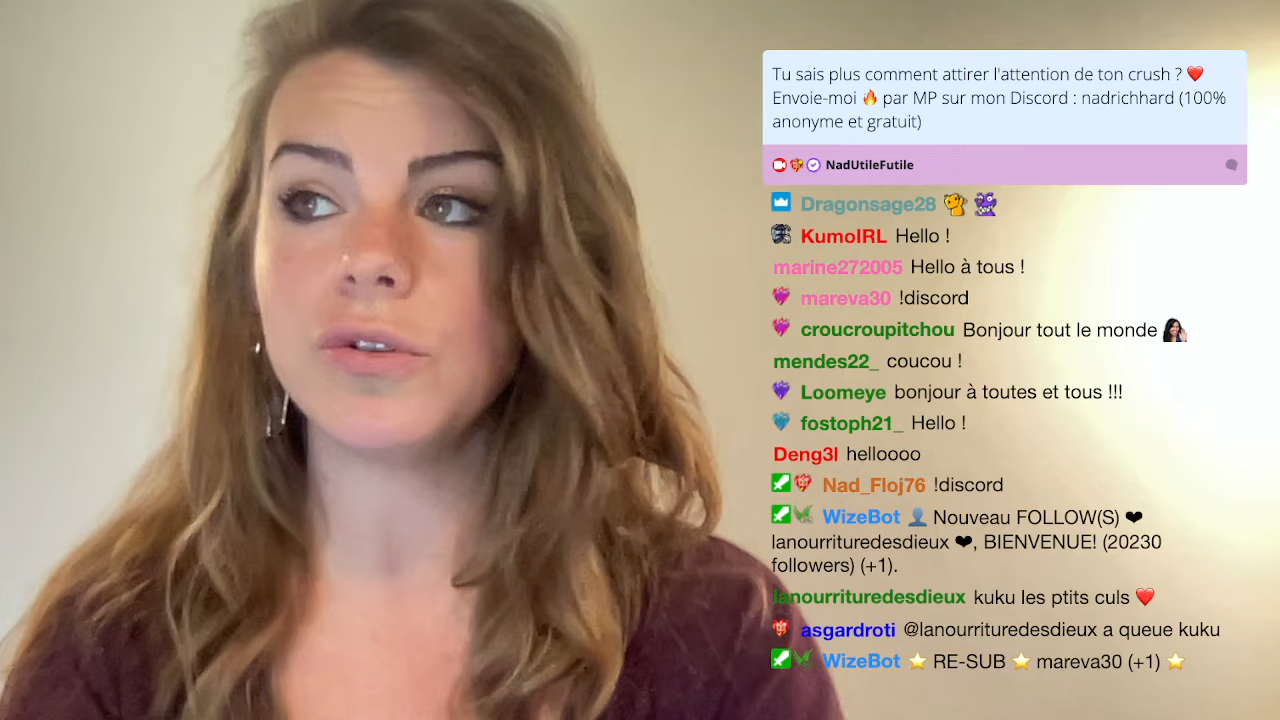 Tu sais plus comment attirer l'attention de ton crush ? ❤️
Envoie-moi 🔥 par MP sur mon Discord : nadrichhard (100%
anonyme et gratuit)
NadUtileFutile
Dragonsage28
KumoIRL Hello !
marine272005 Hello à tous !
mareva30 !discord
croucroupitchou Bonjour tout le monde
mendes22_ coucou !
Loomeye bonjour à toutes et tous !!!
fostoph21_ Hello !
Deng3l helloooo
Nad_Floj76 !discord
WizeBot 👤 Nouveau FOLLOW(S) ❤
lanourrituredesdieux ❤, BIENVENUE! (20230
followers) (+1).
lanourrituredesdieux kuku les ptits culs ❤️
asgardroti @lanourrituredesdieux a queue kuku
WizeBot ⭐ RE-SUB ⭐ mareva30 (+1) ⭐